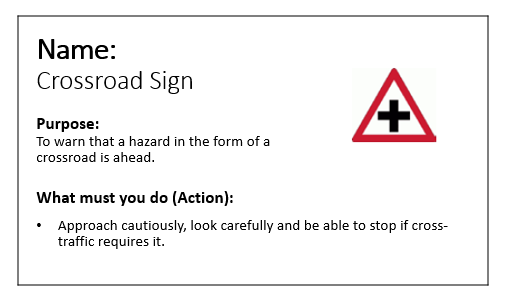 Name:
Crossroad Sign
Purpose:
To warn that a hazard in the form of a
crossroad is ahead.
What must you do (Action):
• Approach cautiously, look carefully and be able to stop if cross-
traffic requires it.